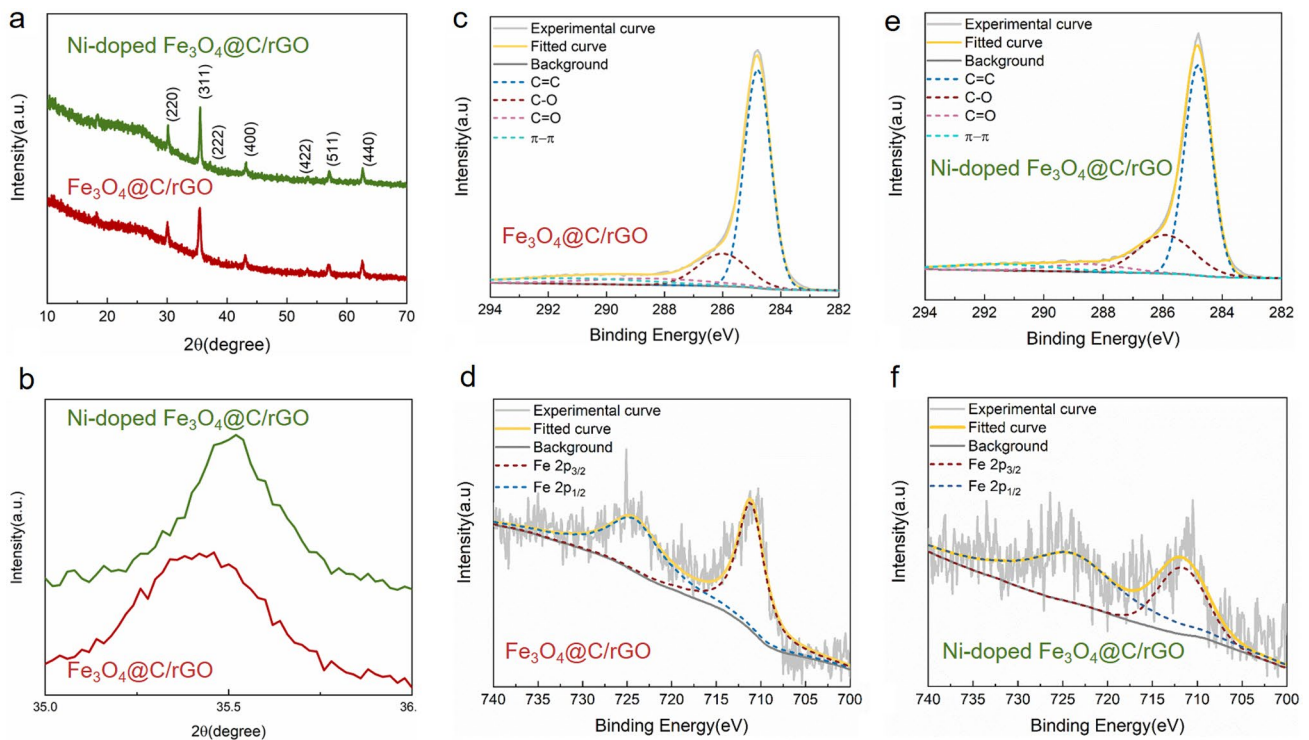 a
Ni-doped Fe₃O₄@C/rGO
(220)
(311)
(222)
(400)
(422)
(511)
(440)
Fe₃O₄@C/rGO
Intensity(a.u.)
10 20 30 40 50 60 70
2θ(degree)
b
Ni-doped Fe₃O₄@C/rGO
Fe₃O₄@C/rGO
Intensity.(a.u.)
35.0 35.5 36.
2θ(degree)
c
Experimental curve
Fitted curve
Background
C=C
C-O
C=O
π−π
Fe₃O₄@C/rGO
Intensity(a.u)
294 292 290 288 286 284 282
Binding Energy(eV)
d
Experimental curve
Fitted curve
Background
Fe 2p₃/₂
Fe 2p₁/₂
Fe₃O₄@C/rGO
Intensity(a.u)
740 735 730 725 720 715 710 705 700
Binding Energy(eV)
e
Experimental curve
Fitted curve
Background
C=C
C-O
C=O
π−π
Ni-doped Fe₃O₄@C/rGO
Intensity(a.u)
294 292 290 288 286 284 282
Binding Energy(eV)
f
Experimental curve
Fitted curve
Background
Fe 2p₃/₂
Fe 2p₁/₂
Ni-doped Fe₃O₄@C/rGO
Intensity(a.u)
740 735 730 725 720 715 710 705 700
Binding Energy(eV)